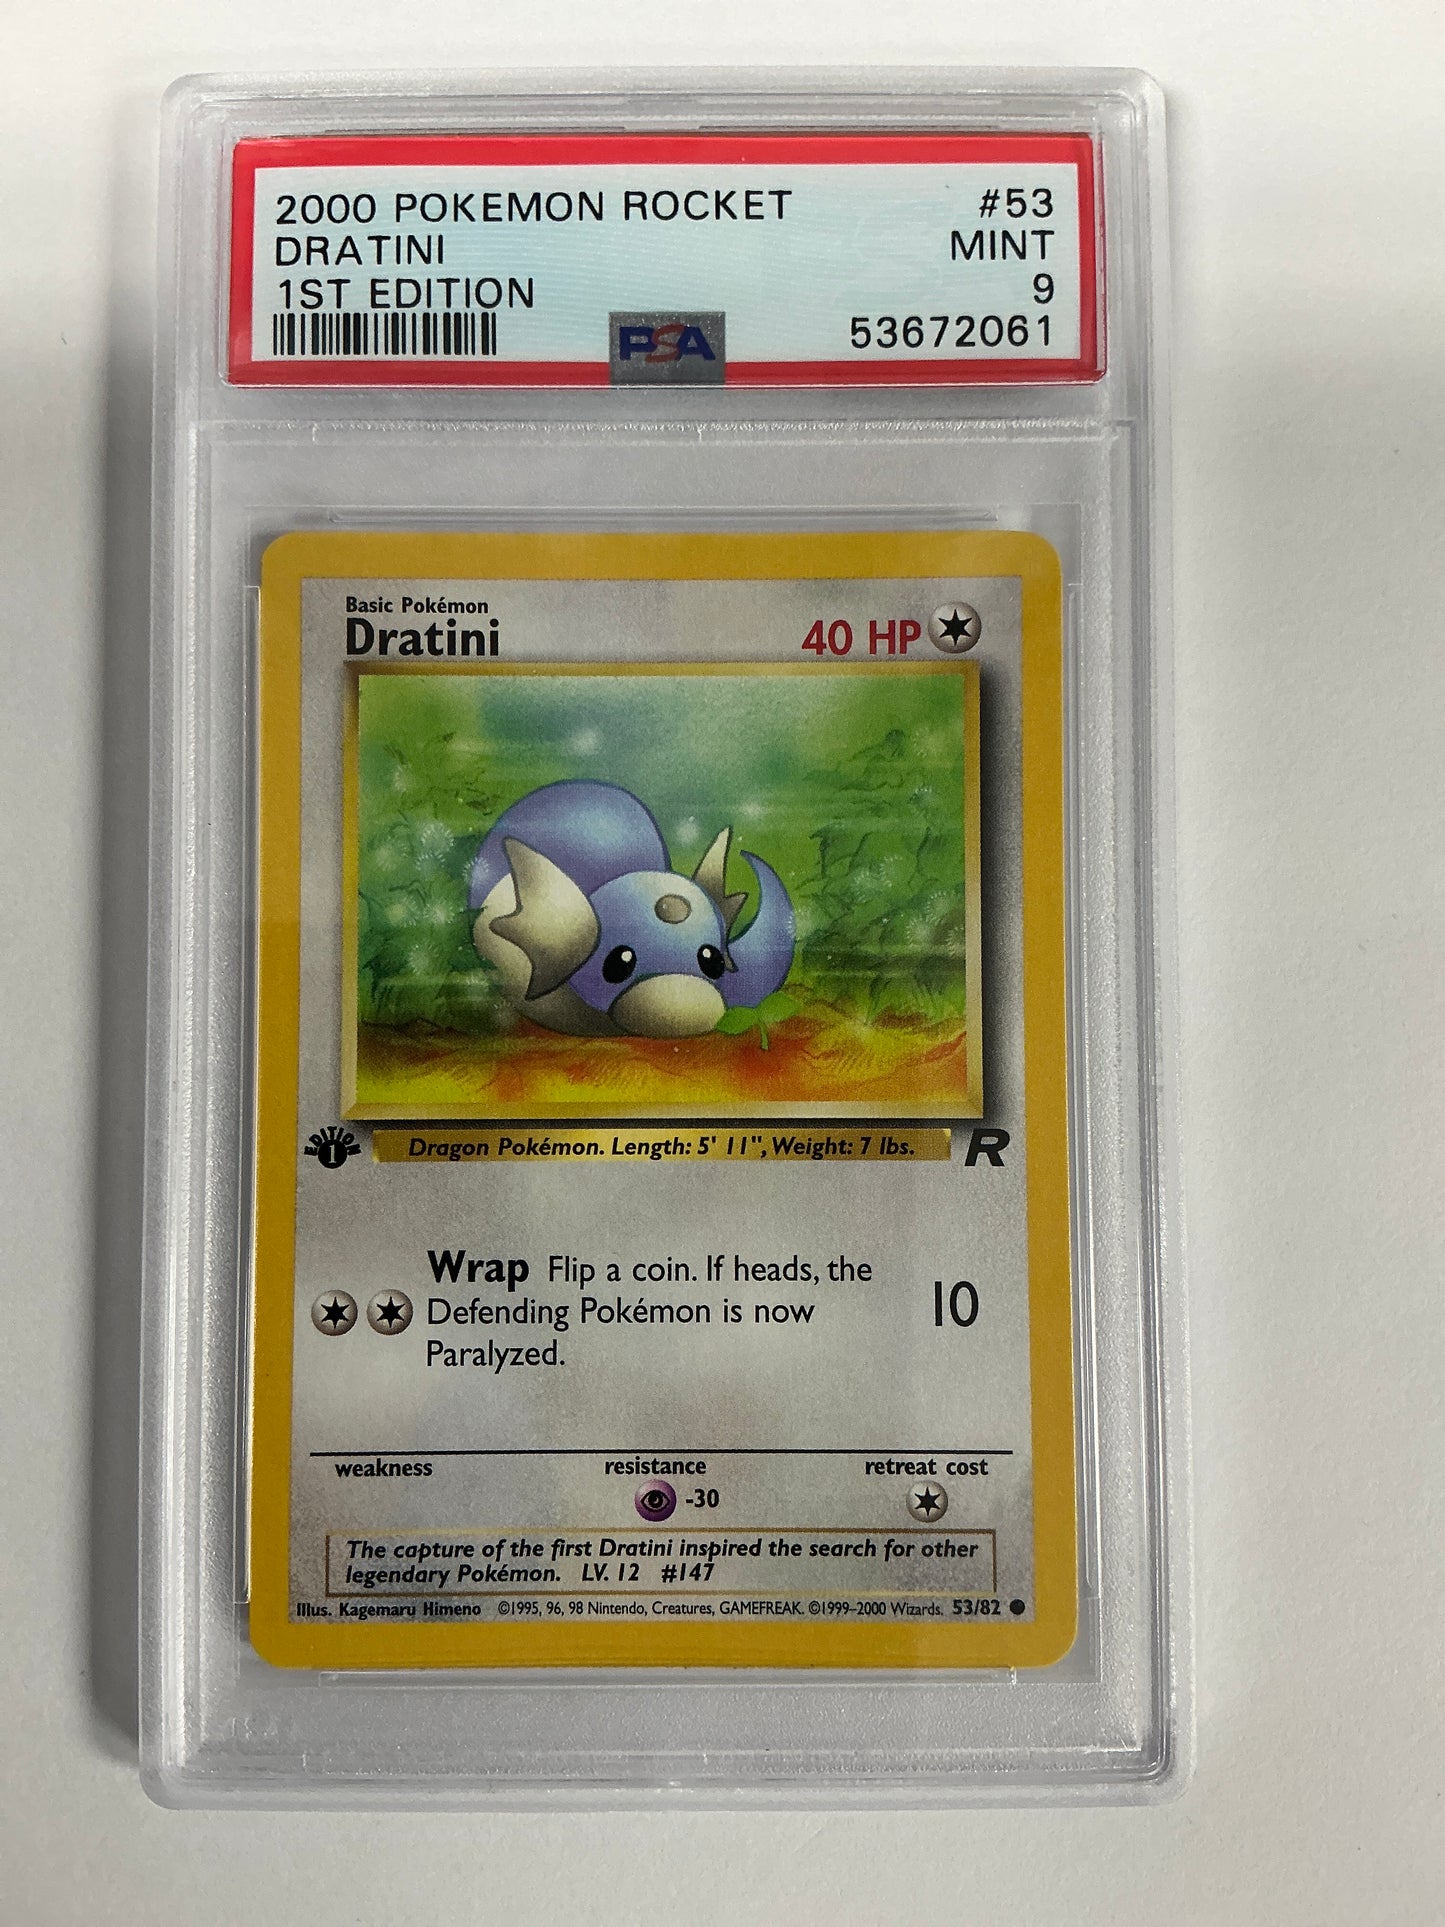 2000 POKEMON ROCKET #53
DRATINI MINT
1ST EDITION 9
PSA 53672061
Basic Pokémon
Dratini 40 HP
EDITION 1
Dragon Pokémon. Length: 5' 11", Weight: 7 lbs. R
Wrap Flip a coin. If heads, the
Defending Pokémon is now 10
Paralyzed.
weakness resistance retreat cost
-30
The capture of the first Dratini inspired the search for other
legendary Pokémon. LV. 12 #147
Illus. Kagemaru Himeno ©1995, 96, 98 Nintendo, Creatures, GAMEFREAK. ©1999–2000 Wizards. 53/82